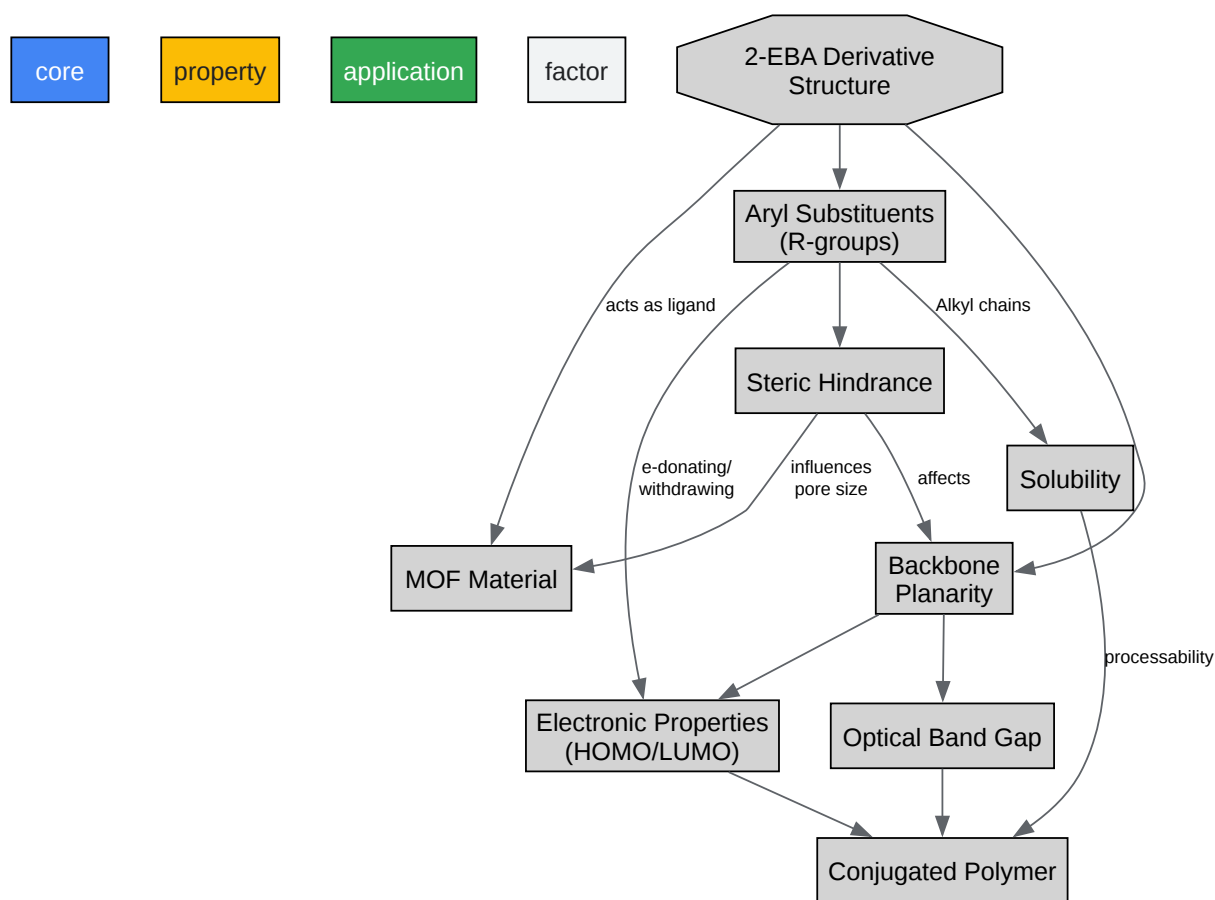 core
property
application
factor
2-EBA Derivative
Structure
Aryl Substituents
(R-groups)
acts as ligand
Alkyl chains
Steric Hindrance
e-donating/
withdrawing
influences
pore size
affects
Solubility
MOF Material
Backbone
Planarity
processability
Electronic Properties
(HOMO/LUMO)
Optical Band Gap
Conjugated Polymer